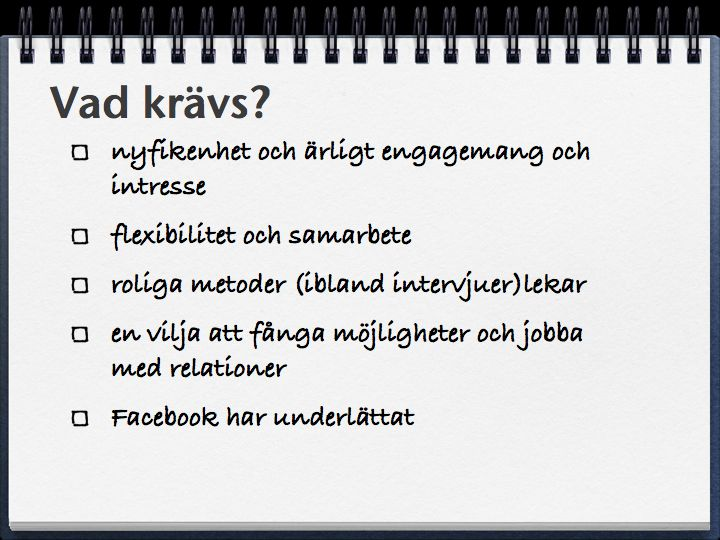 Vad krävs?
nyfikenhet och ärligt engagemang och
intresse
flexibilitet och samarbete
roliga metoder (ibland intervjuer)lekar
en vilja att fånga möjligheter och jobba
med relationer
Facebook har underlättat